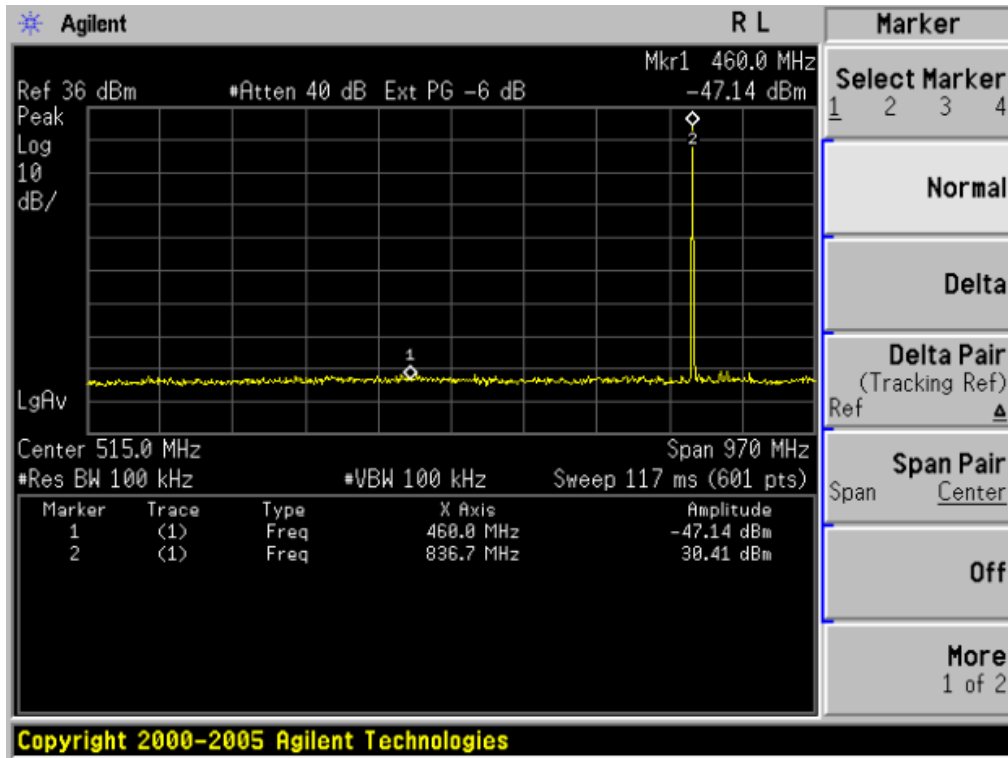 Agilent R L
Mkr1 460.0 MHz
Ref 36 dBm #Atten 40 dB Ext PG -6 dB -47.14 dBm
Peak
Log
10
dB/
2
1
LgAv
Center 515.0 MHz Span 970 MHz
#Res BW 100 kHz #VBW 100 kHz Sweep 117 ms (601 pts)
Marker Trace Type X Axis Amplitude
1 (1) Freq 460.0 MHz -47.14 dBm
2 (1) Freq 836.7 MHz 30.41 dBm
Marker
Select Marker
1 2 3 4
Normal
Delta
Delta Pair
(Tracking Ref)
Ref Δ
Span Pair
Span Center
Off
More
1 of 2
Copyright 2000-2005 Agilent Technologies